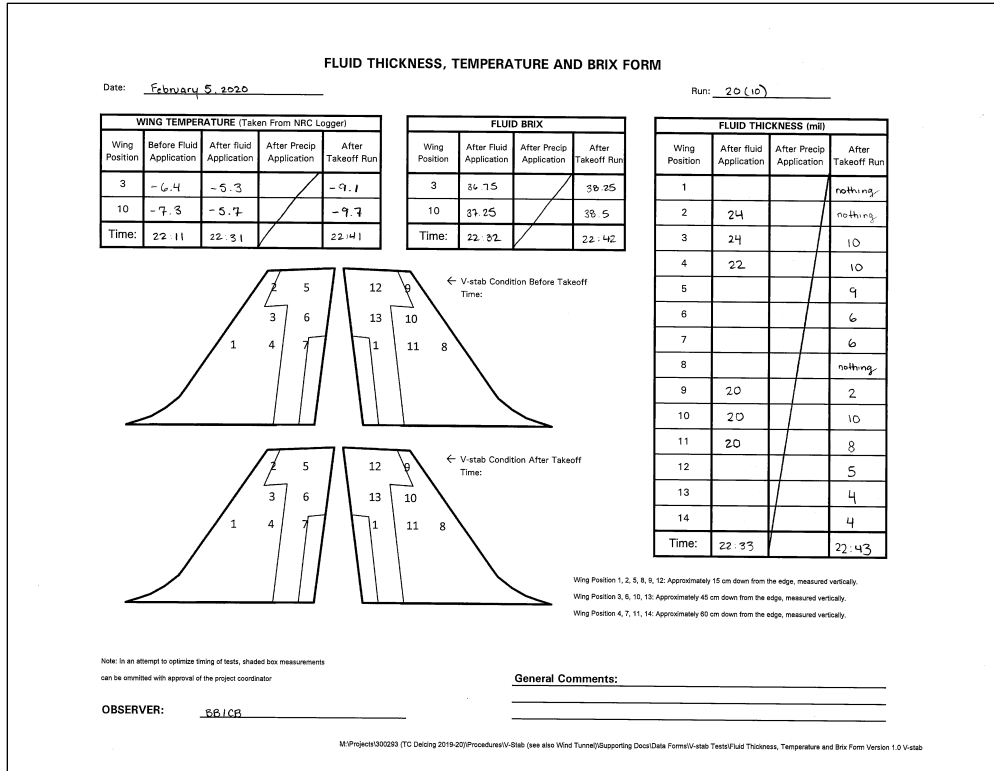 FLUID THICKNESS, TEMPERATURE AND BRIX FORM
Date: February 5, 2020 Run: 20 (10)
WING TEMPERATURE (Taken From NRC Logger)
Wing Position Before Fluid Application After fluid Application After Precip Application After Takeoff Run
3 -6.4 -5.3 -9.1
10 -7.3 -5.7 -9.7
Time: 22:11 22:31 22:41
FLUID BRIX
Wing Position After Fluid Application After Precip Application After Takeoff Run
3 36.75 38.25
10 37.25 38.5
Time: 22:32 22:42
FLUID THICKNESS (mil)
Wing Position After fluid Application After Precip Application After Takeoff Run
1 nothing
2 24 nothing
3 24 10
4 22 10
5 9
6 6
7 6
8 nothing
9 20 2
10 20 10
11 20 8
12 5
13 4
14 4
Time: 22:33 22:43
← V-stab Condition Before Takeoff
Time:
2 5 12 9
3 6 13 10
1 4 7 1 11 8
← V-stab Condition After Takeoff
Time:
2 5 12 9
3 6 13 10
1 4 7 1 11 8
Wing Position 1, 2, 5, 8, 9, 12: Approximately 15 cm down from the edge, measured vertically.
Wing Position 3, 6, 10, 13: Approximately 45 cm down from the edge, measured vertically.
Wing Position 4, 7, 11, 14: Approximately 60 cm down from the edge, measured vertically.
Note: in an attempt to optimize timing of tests, shaded box measurements
can be ommitted with approval of the project coordinator
General Comments:
OBSERVER: BB/CB
M:\Projects\300293 (TC Deicing 2019-20)\Procedures\V-Stab (see also Wind Tunnel)\Supporting Docs\Data Forms\V-stab Tests\Fluid Thickness, Temperature and Brix Form Version 1.0 V-stab